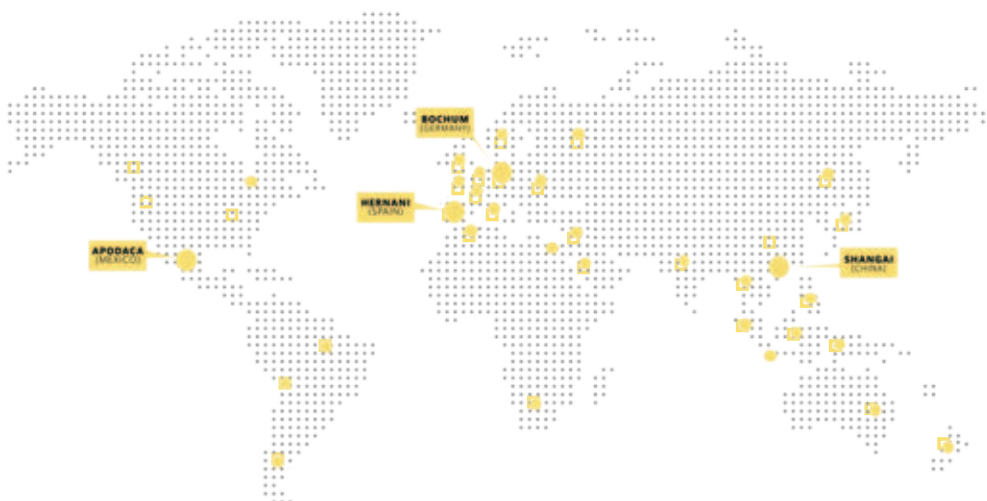 BOCHUM
(GERMANY)
HERNANI
(SPAIN)
APODACA
(MEXICO)
SHANGAI
(CHINA)